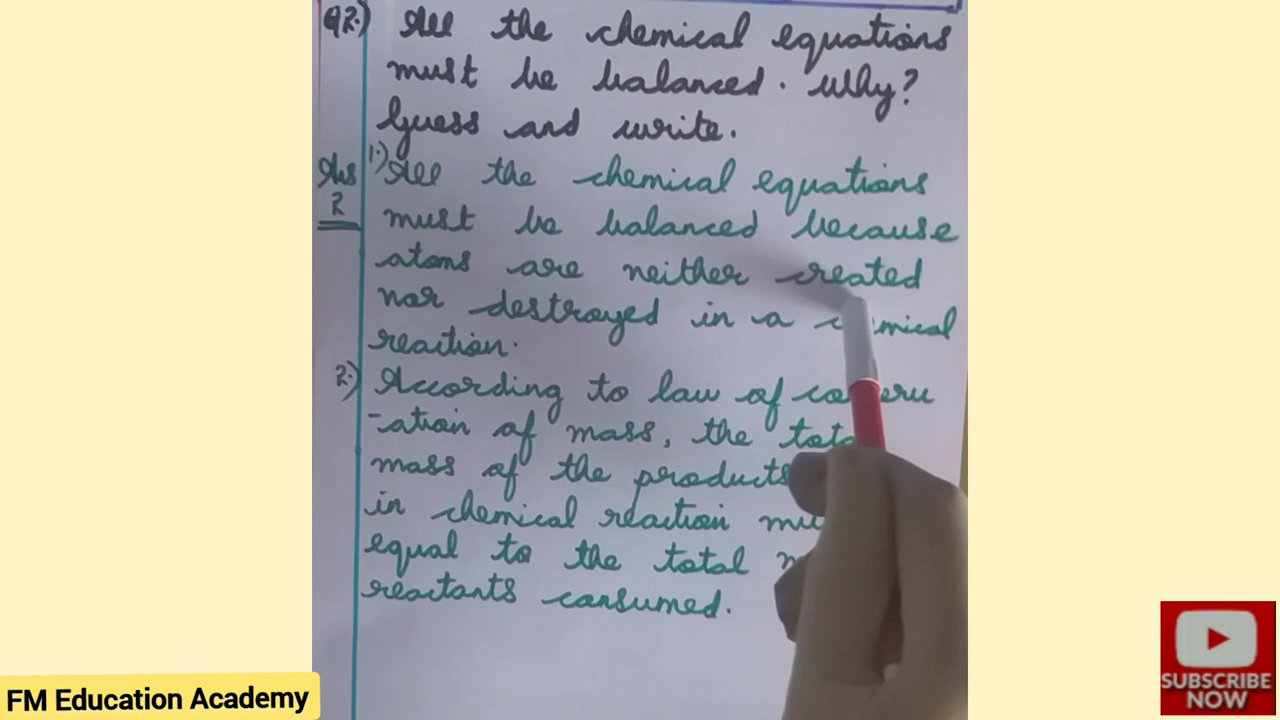 Q2.) All the chemical equations
must be balanced. Why?
Guess and write.
Ans 2 1.) All the chemical equations
must be balanced because
atoms are neither created
nor destroyed in a
reaction.
2.) According to law of
-ation of mass, the
mass of the products
in chemical reaction
equal to the total
reactants consumed.
FM Education Academy
SUBSCRIBE
NOW